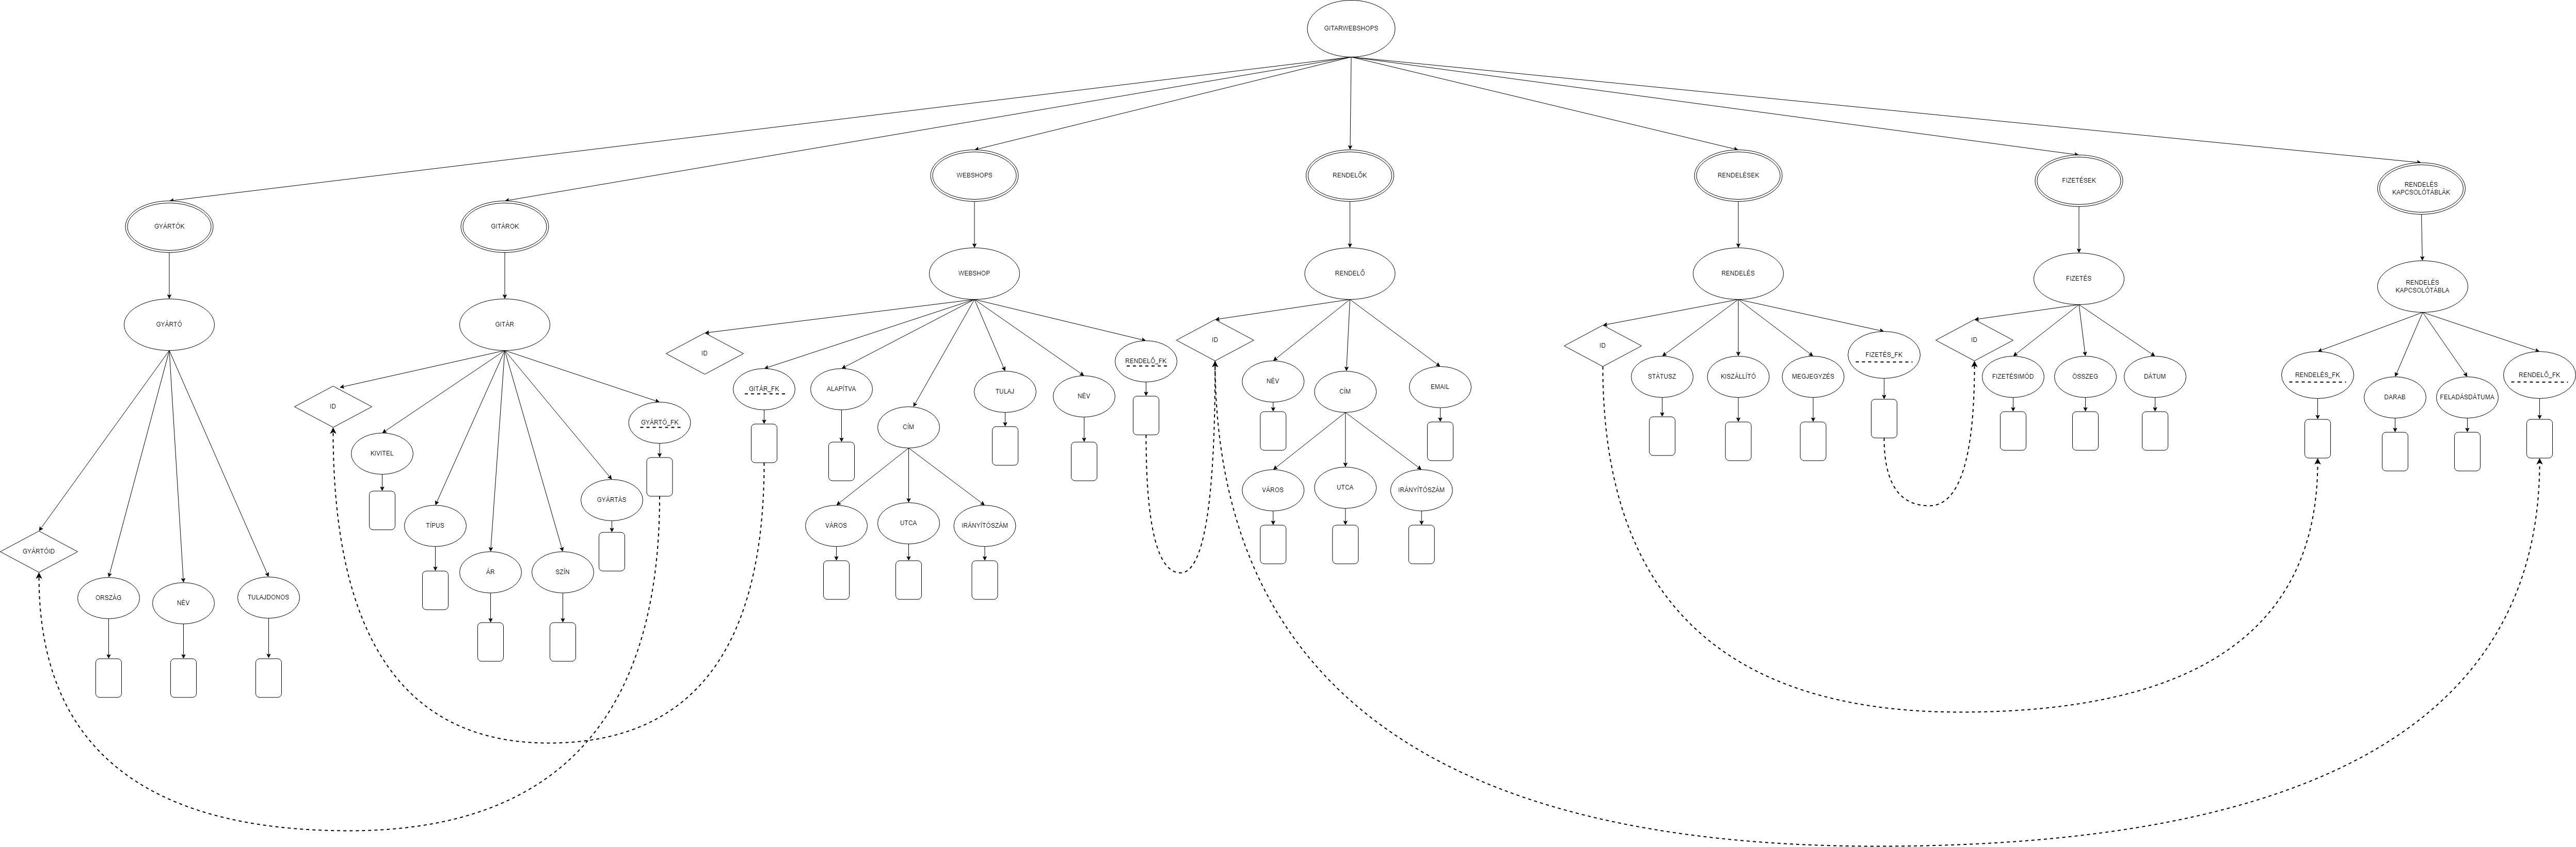 GITARWEBSHOPS
GYÁRTÓK
GITÁROK
WEBSHOPS
RENDELŐK
RENDELÉSEK
FIZETÉSEK
RENDELÉS
KAPCSOLÓTÁBLÁK
GYÁRTÓ
GITÁR
WEBSHOP
RENDELŐ
RENDELÉS
FIZETÉS
RENDELÉS
KAPCSOLÓTÁBLA
GYÁRTÓID
ORSZÁG
NÉV
TULAJDONOS
ID
KIVITEL
TÍPUS
ÁR
SZÍN
GYÁRTÁS
GYÁRTÓ_FK
ID
GITÁR_FK
ALAPÍTVA
CÍM
TULAJ
NÉV
RENDELŐ_FK
VÁROS
UTCA
IRÁNYÍTÓSZÁM
ID
NÉV
CÍM
EMAIL
VÁROS
UTCA
IRÁNYÍTÓSZÁM
ID
STÁTUSZ
KISZÁLLÍTÓ
MEGJEGYZÉS
FIZETÉS_FK
ID
FIZETÉSIMÓD
ÖSSZEG
DÁTUM
RENDELÉS_FK
DARAB
FELADÁSDÁTUMA
RENDELŐ_FK